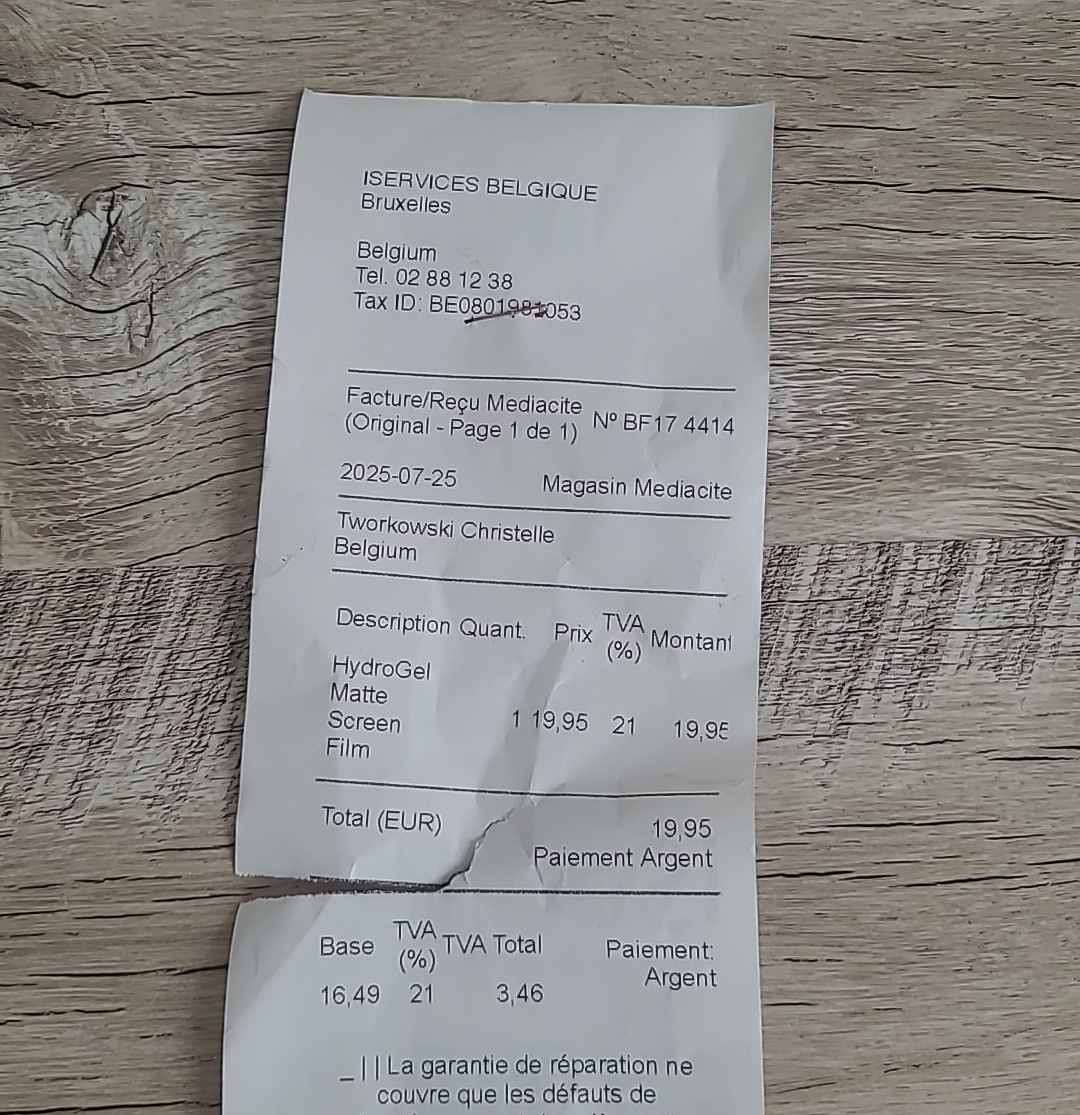 ISERVICES BELGIQUE
Bruxelles
Belgium
Tel. 02 88 12 38
Tax ID: BE0801981053
Facture/Reçu Mediacite
(Original - Page 1 de 1)
Nº BF17 4414
2025-07-25 Magasin Mediacite
Tworkowski Christelle
Belgium
Description Quant. Prix TVA (%) Montant
HydroGel
Matte
Screen 1 19,95 21 19,95
Film
Total (EUR) 19,95
Paiement Argent
Base TVA (%) TVA Total Paiement:
Argent
16,49 21 3,46
_| | La garantie de réparation ne
couvre que les défauts de